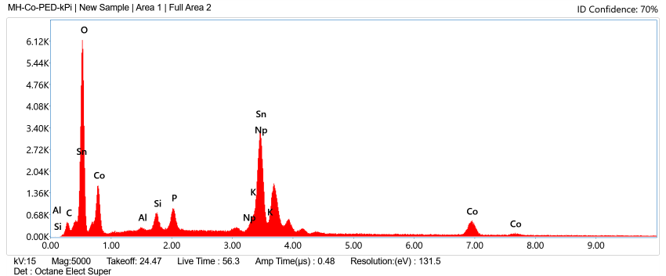 MH-Co-PED-kPi | New Sample | Area 1 | Full Area 2
ID Confidence: 70%
6.12K
5.44K
4.76K
4.08K
3.40K
2.72K
2.04K
1.36K
0.68K
0.00K
O
Sn
Co
Al
Si
C
Al
Si
P
Sn
Np
K
Np
K
Co
Co
0.00 1.00 2.00 3.00 4.00 5.00 6.00 7.00 8.00 9.00
kV:15 Mag:5000 Takeoff: 24.47 Live Time : 56.3 Amp Time(µs) : 0.48 Resolution:(eV) : 131.5
Det : Octane Elect Super